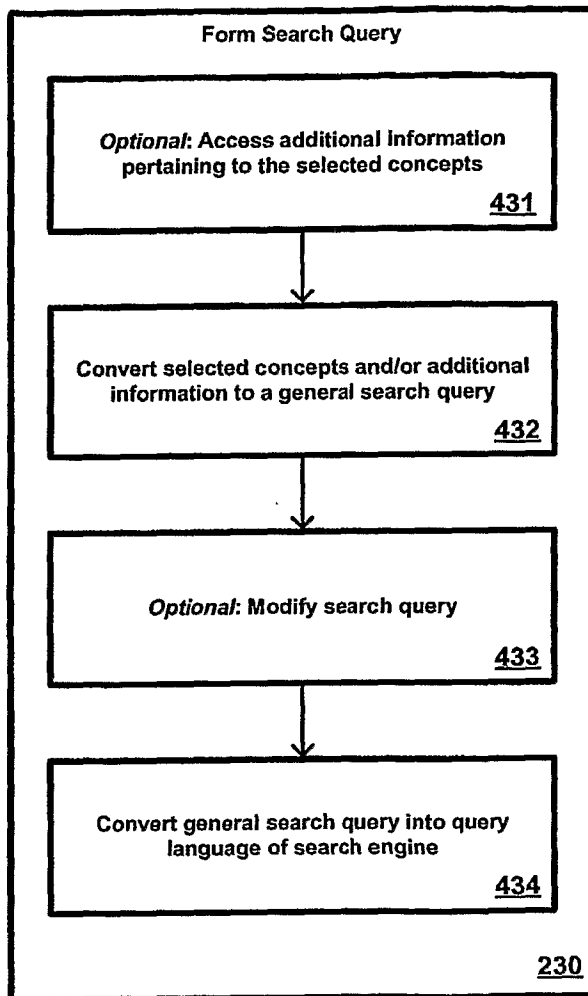 Form Search Query
Optional: Access additional information
pertaining to the selected concepts
431
Convert selected concepts and/or additional
information to a general search query
432
Optional: Modify search query
433
Convert general search query into query
language of search engine
434
230